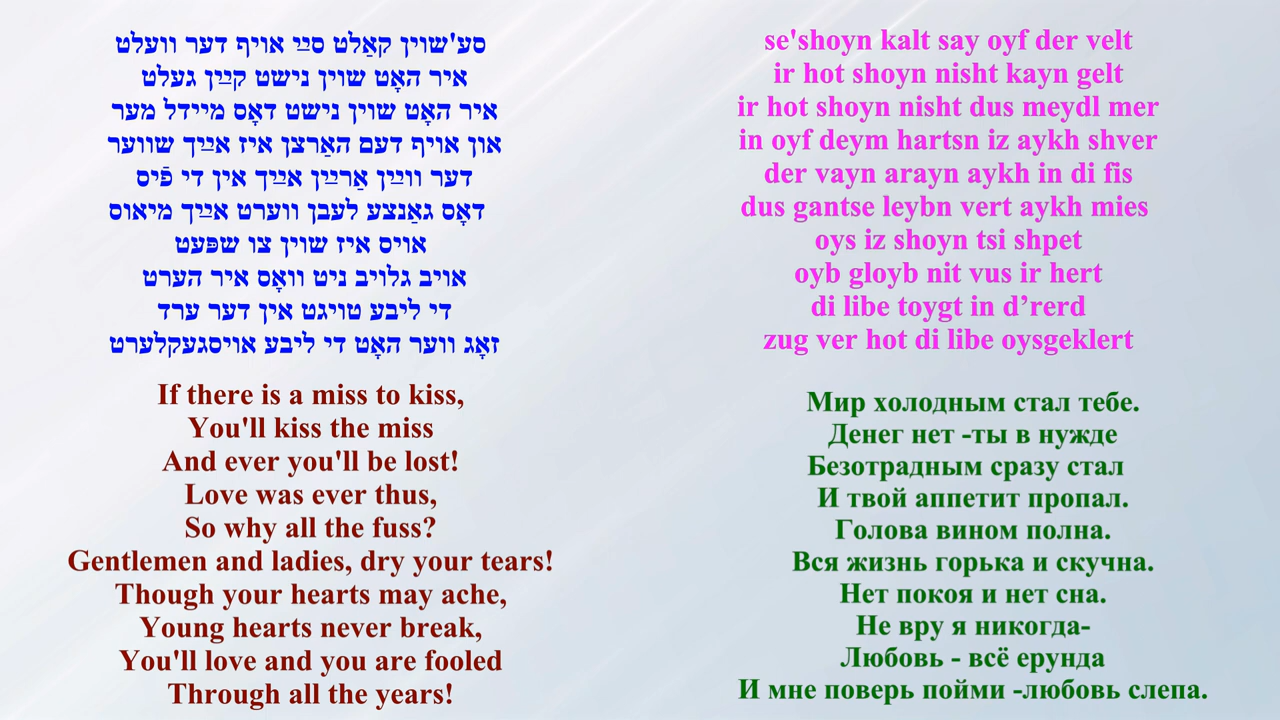 סע'שוין קאַלט סײַ אויף דער וועלט
איר האָט שוין נישט קײַן געלט
איר האָט שוין נישט דאָס מיידל מער
און אויף דעם האַרצן איז אײַך שווער
דער ווײַן אַרײַן אײַך אין די פֿיס
דאָס גאַנצע לעבן ווערט אײַך מיאוס
אויס איז שוין צו שפּעט
אויב גלויב ניט וואָס איר הערט
די ליבע טויגט אין דער ערד
זאָג ווער האָט די ליבע אויסגעקלערט
se'shoyn kalt say oyf der velt
ir hot shoyn nisht kayn gelt
ir hot shoyn nisht dus meydl mer
in oyf deym hartsn iz aykh shver
der vayn arayn aykh in di fis
dus gantse leybn vert aykh mies
oys iz shoyn tsi shpet
oyb gloyb nit vus ir hert
di libe toygt in d’rerd
zug ver hot di libe oysgeklert
If there is a miss to kiss,
You'll kiss the miss
And ever you'll be lost!
Love was ever thus,
So why all the fuss?
Gentlemen and ladies, dry your tears!
Though your hearts may ache,
Young hearts never break,
You'll love and you are fooled
Through all the years!
Мир холодным стал тебе.
Денег нет -ты в нужде
Безотрадным сразу стал
И твой аппетит пропал.
Голова вином полна.
Вся жизнь горька и скучна.
Нет покоя и нет сна.
Не вру я никогда-
Любовь - всё ерунда
И мне поверь пойми -любовь слепа.